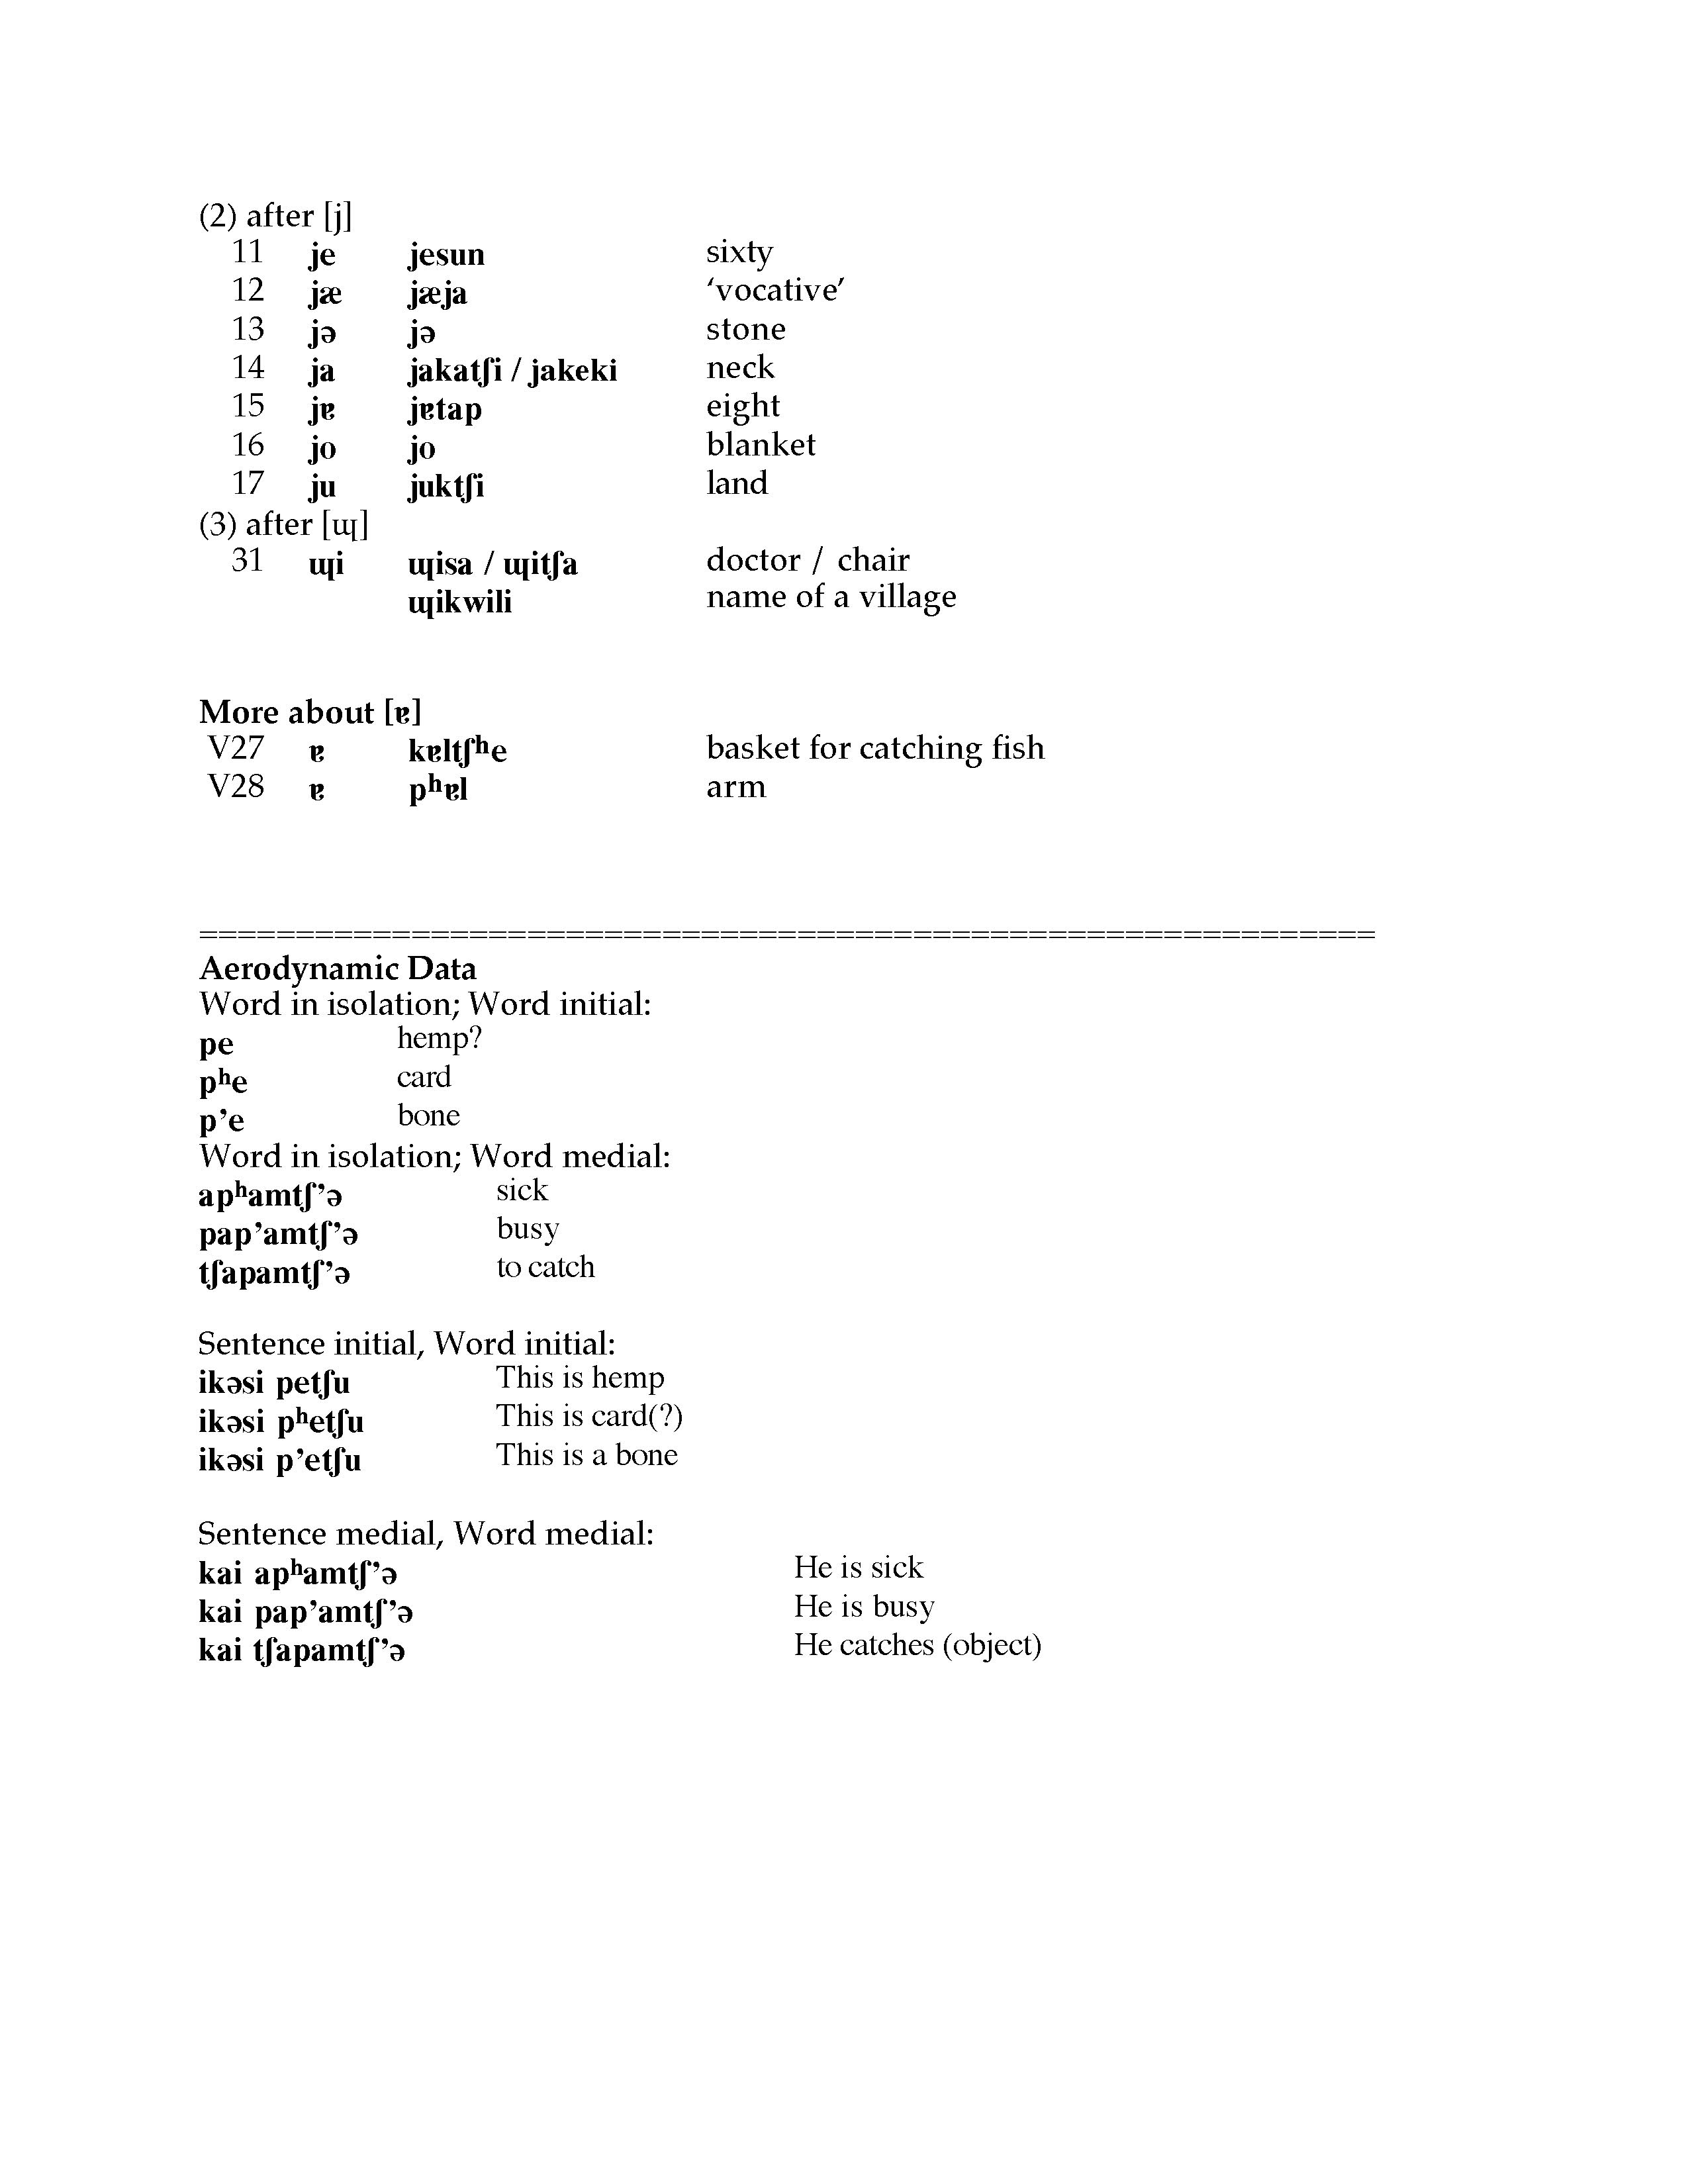 (2) after [j]
11 je jesun sixty
12 jæ jæja ‘vocative’
13 jə jə stone
14 ja jakatʃi / jakeki neck
15 jɐ jɐtap eight
16 jo jo blanket
17 ju juktʃi land
(3) after [ɰ]
31 ɰi ɰisa / ɰitʃa doctor / chair
ɰikwili name of a village
More about [ɐ]
V27 ɐ kɐltʃʰe basket for catching fish
V28 ɐ pʰɐl arm
=============================================================
Aerodynamic Data
Word in isolation; Word initial:
pe hemp?
pʰe card
p’e bone
Word in isolation; Word medial:
apʰamtʃ’ə sick
pap’amtʃ’ə busy
tʃapamtʃ’ə to catch
Sentence initial, Word initial:
ikəsi petʃu This is hemp
ikəsi pʰetʃu This is card(?)
ikəsi p’etʃu This is a bone
Sentence medial, Word medial:
kai apʰamtʃ’ə He is sick
kai pap’amtʃ’ə He is busy
kai tʃapamtʃ’ə He catches (object)